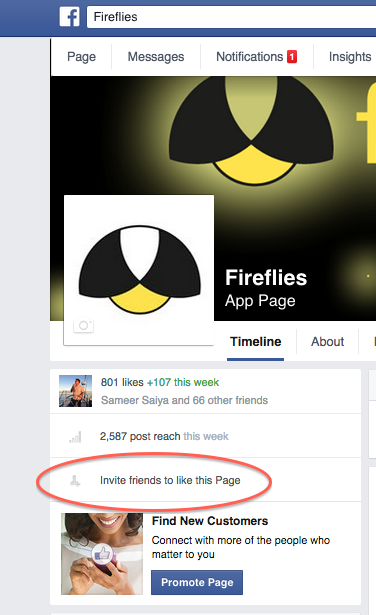 Fireflies
Page Messages Notifications 1 Insights
f
Fireflies
App Page
Timeline About
801 likes +107 this week
Sameer Saiya and 66 other friends
2,587 post reach this week
Invite friends to like this Page
Find New Customers
Connect with more of the people who
matter to you
Promote Page